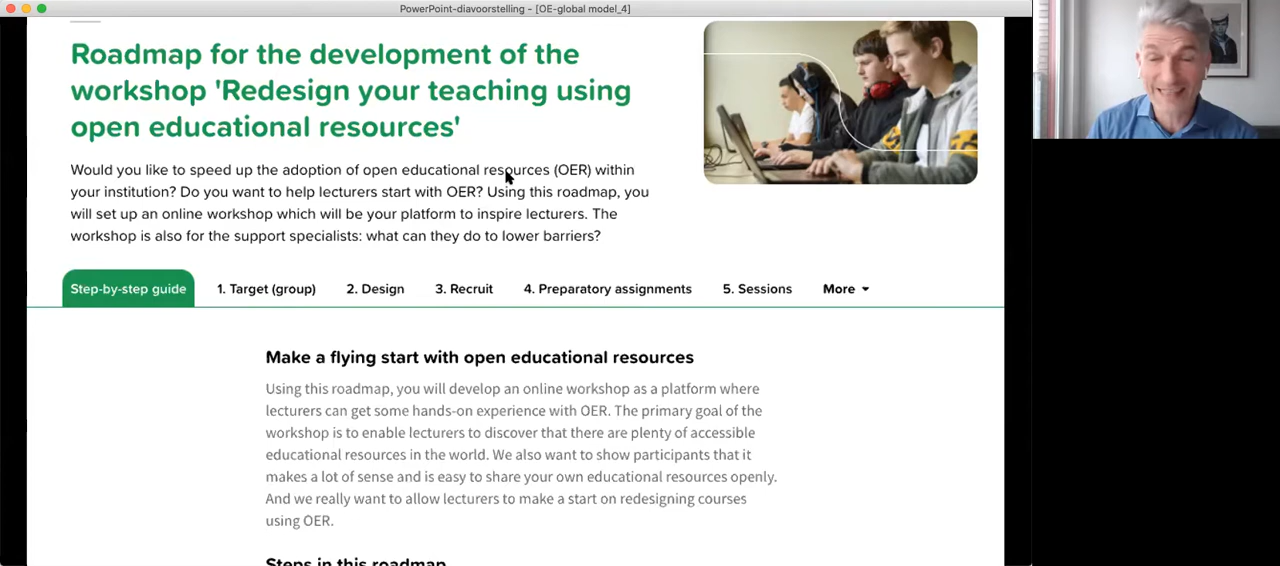 PowerPoint-diavoorstelling - [OE-global model_4]
Roadmap for the development of the
workshop 'Redesign your teaching using
open educational resources'
Would you like to speed up the adoption of open educational resources (OER) within
your institution? Do you want to help lecturers start with OER? Using this roadmap, you
will set up an online workshop which will be your platform to inspire lecturers. The
workshop is also for the support specialists: what can they do to lower barriers?
Step-by-step guide 1. Target (group) 2. Design 3. Recruit 4. Preparatory assignments 5. Sessions More
Make a flying start with open educational resources
Using this roadmap, you will develop an online workshop as a platform where
lecturers can get some hands-on experience with OER. The primary goal of the
workshop is to enable lecturers to discover that there are plenty of accessible
educational resources in the world. We also want to show participants that it
makes a lot of sense and is easy to share your own educational resources openly.
And we really want to allow lecturers to make a start on redesigning courses
using OER.
Steps in this roadmap